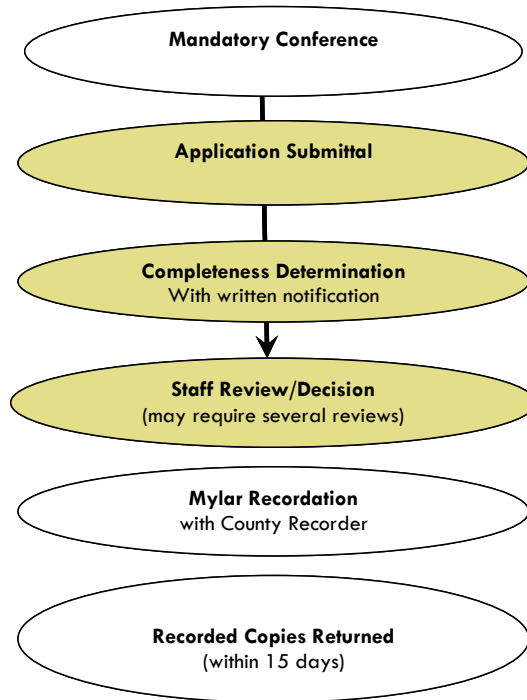 Mandatory Conference
Application Submittal
Completeness Determination
With written notification
Staff Review/Decision
(may require several reviews)
Mylar Recordation
with County Recorder
Recorded Copies Returned
(within 15 days)